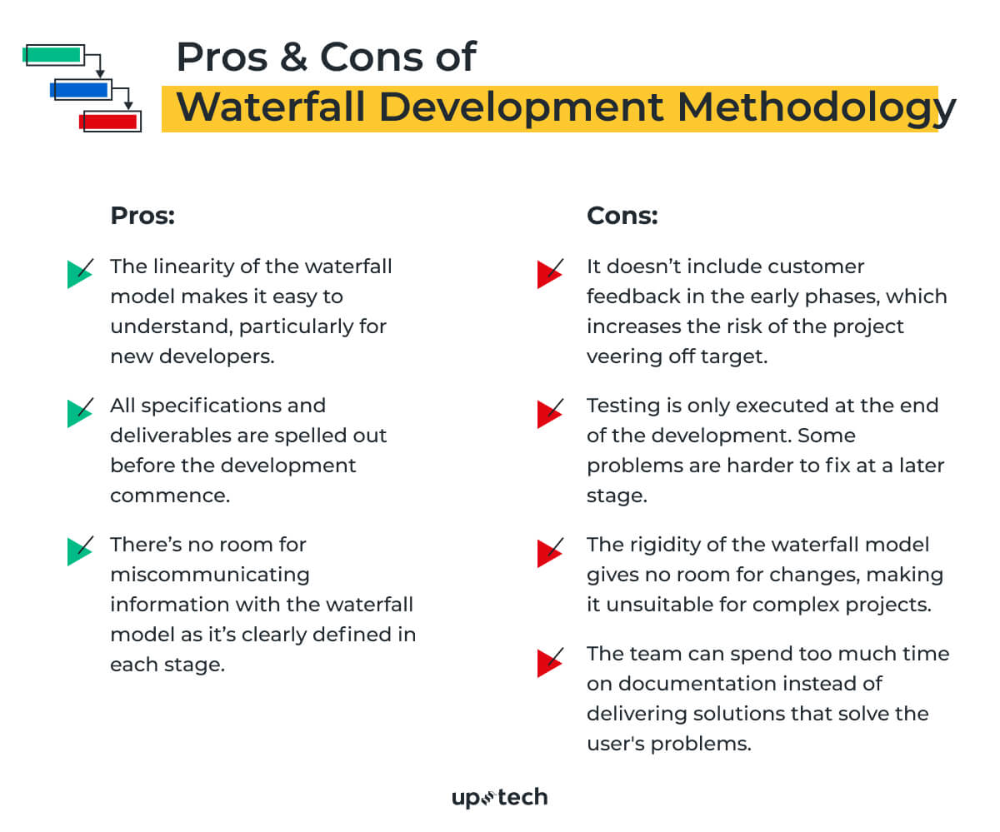 Pros & Cons of
Waterfall Development Methodology
Pros:
The linearity of the waterfall
model makes it easy to
understand, particularly for
new developers.
All specifications and
deliverables are spelled out
before the development
commence.
There’s no room for
miscommunicating
information with the waterfall
model as it’s clearly defined in
each stage.
Cons:
It doesn’t include customer
feedback in the early phases, which
increases the risk of the project
veering off target.
Testing is only executed at the end
of the development. Some
problems are harder to fix at a later
stage.
The rigidity of the waterfall model
gives no room for changes, making
it unsuitable for complex projects.
The team can spend too much time
on documentation instead of
delivering solutions that solve the
user's problems.
uptech